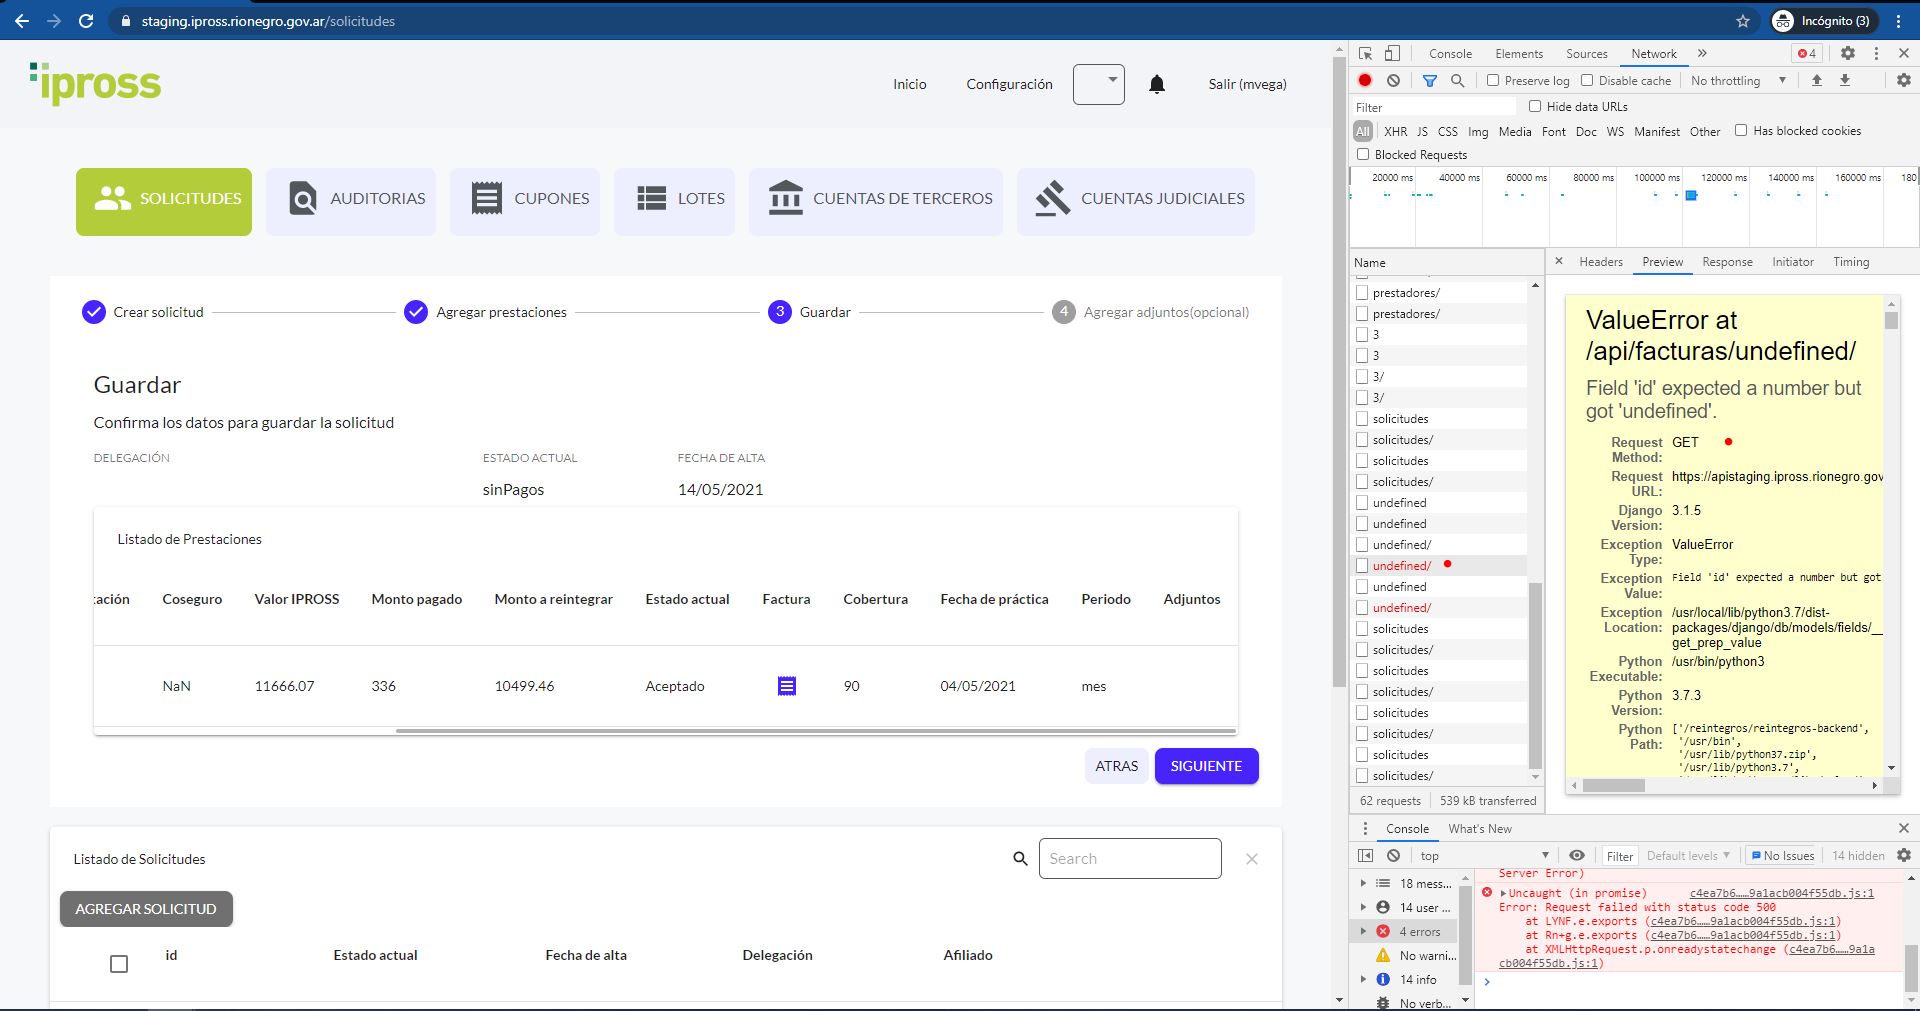 staging.ipross.rionegro.gov.ar/solicitudes
Incógnito (3)
ipross
Inicio
Configuración
Salir (mvega)
SOLICITUDES
AUDITORIAS
CUPONES
LOTES
CUENTAS DE TERCEROS
CUENTAS JUDICIALES
Crear solicitud
Agregar prestaciones
3 Guardar
4 Agregar adjuntos(opcional)
Guardar
Confirma los datos para guardar la solicitud
DELEGACIÓN ESTADO ACTUAL FECHA DE ALTA
sinPagos 14/05/2021
Listado de Prestaciones
tación Coseguro Valor IPROSS Monto pagado Monto a reintegrar Estado actual Factura Cobertura Fecha de práctica Periodo Adjuntos
NaN 11666.07 336 10499.46 Aceptado 90 04/05/2021 mes
ATRAS SIGUIENTE
Listado de Solicitudes
Search
AGREGAR SOLICITUD
id Estado actual Fecha de alta Delegación Afiliado
Console Elements Sources Network » 4
Preserve log Disable cache No throttling
Filter Hide data URLs
All XHR JS CSS Img Media Font Doc WS Manifest Other Has blocked cookies
Blocked Requests
20000 ms 40000 ms 60000 ms 80000 ms 100000 ms 120000 ms 140000 ms 160000 ms 180
Name
prestadores/
prestadores/
3
3
3/
3/
solicitudes
solicitudes/
solicitudes
solicitudes/
undefined
undefined
undefined/
undefined/
undefined
undefined/
solicitudes
solicitudes/
solicitudes
solicitudes/
solicitudes
solicitudes/
solicitudes
solicitudes/
62 requests 539 kB transferred
Headers Preview Response Initiator Timing
ValueError at
/api/facturas/undefined/
Field 'id' expected a number but
got 'undefined'.
Request Method: GET
Request URL: https://apistaging.ipross.rionegro.gov
Django Version: 3.1.5
Exception Type: ValueError
Exception Value: Field 'id' expected a number but got
Exception Location: /usr/local/lib/python3.7/dist-
packages/django/db/models/fields/__
get_prep_value
Python Executable: /usr/bin/python3
Python Version: 3.7.3
Python Path: ['/reintegros/reintegros-backend',
'/usr/bin',
'/usr/lib/python37.zip',
'/usr/lib/python3.7',
Console What's New
top Filter Default levels No Issues 14 hidden
18 mess...
14 user ...
4 errors
No warni...
14 info
No verb...
Server Error)
Uncaught (in promise) c4ea7b6……9a1acb004f55db.js:1
Error: Request failed with status code 500
at LYNF.e.exports (c4ea7b6……9a1acb004f55db.js:1)
at Rn+g.e.exports (c4ea7b6……9a1acb004f55db.js:1)
at XMLHttpRequest.p.onreadystatechange (c4ea7b6……9a1a
cb004f55db.js:1)